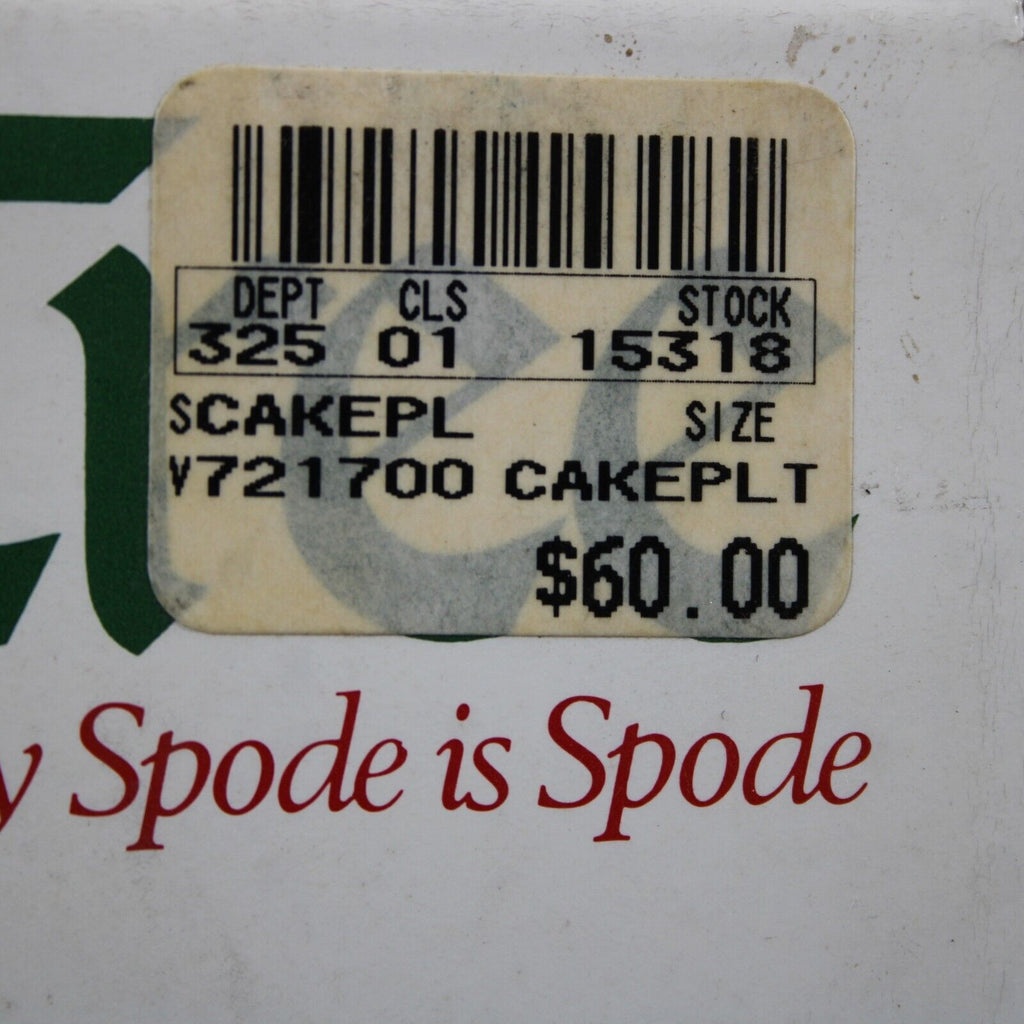 DEPT CLS STOCK
325 01 15318
SCAKEPL SIZE
V721700 CAKEPLT
$60.00
Spode is Spode